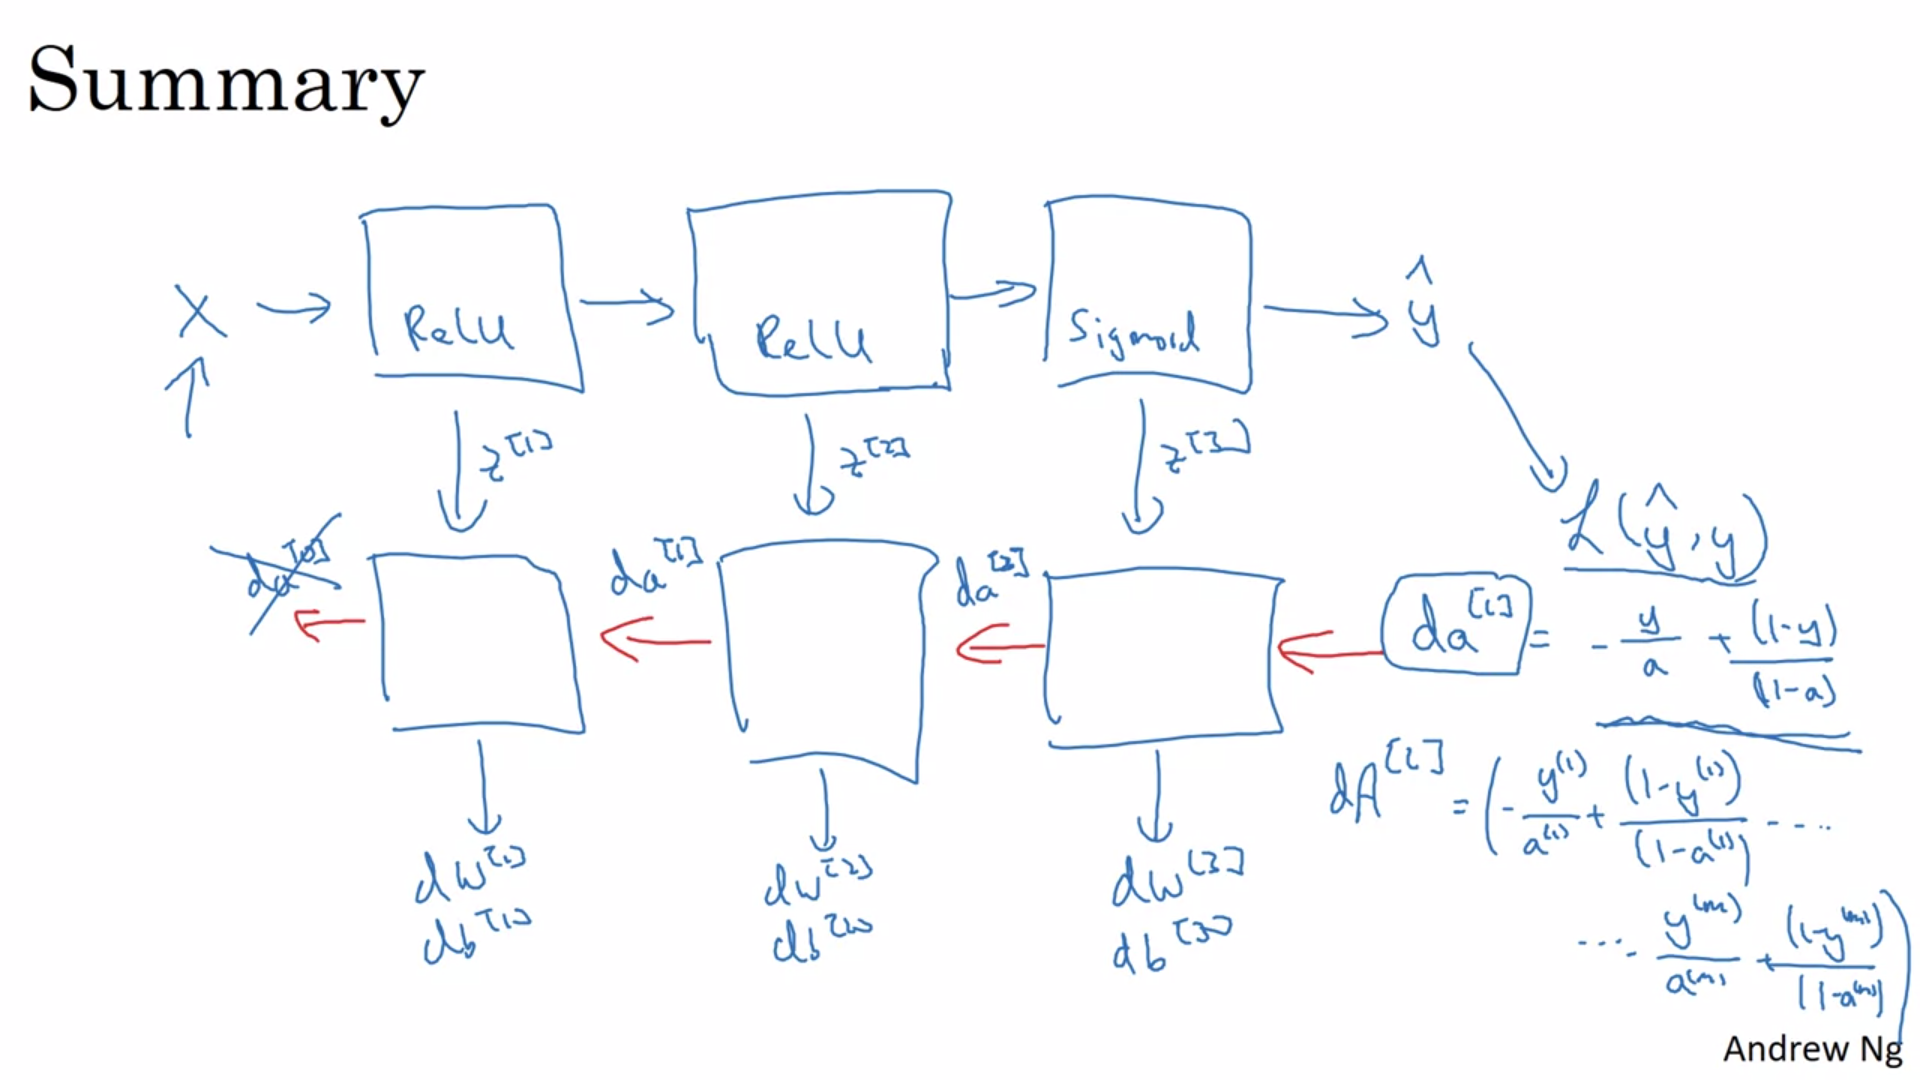 Summary
X → ReLU → ReLU → Sigmoid → ŷ
z^[1] z^[2] z^[3]
L(ŷ, y)
da^[0] da^[1] da^[2] da^[l] = - y/a + (1-y)/(1-a)
dA^[l] = (- y^(1)/a^(1) + (1-y^(1))/(1-a^(1)) ....
dw^[1] dw^[2] dw^[3]
db^[1] db^[2] db^[3]
.... - y^(m)/a^(m) + (1-y^(m))/(1-a^(m)))
Andrew Ng